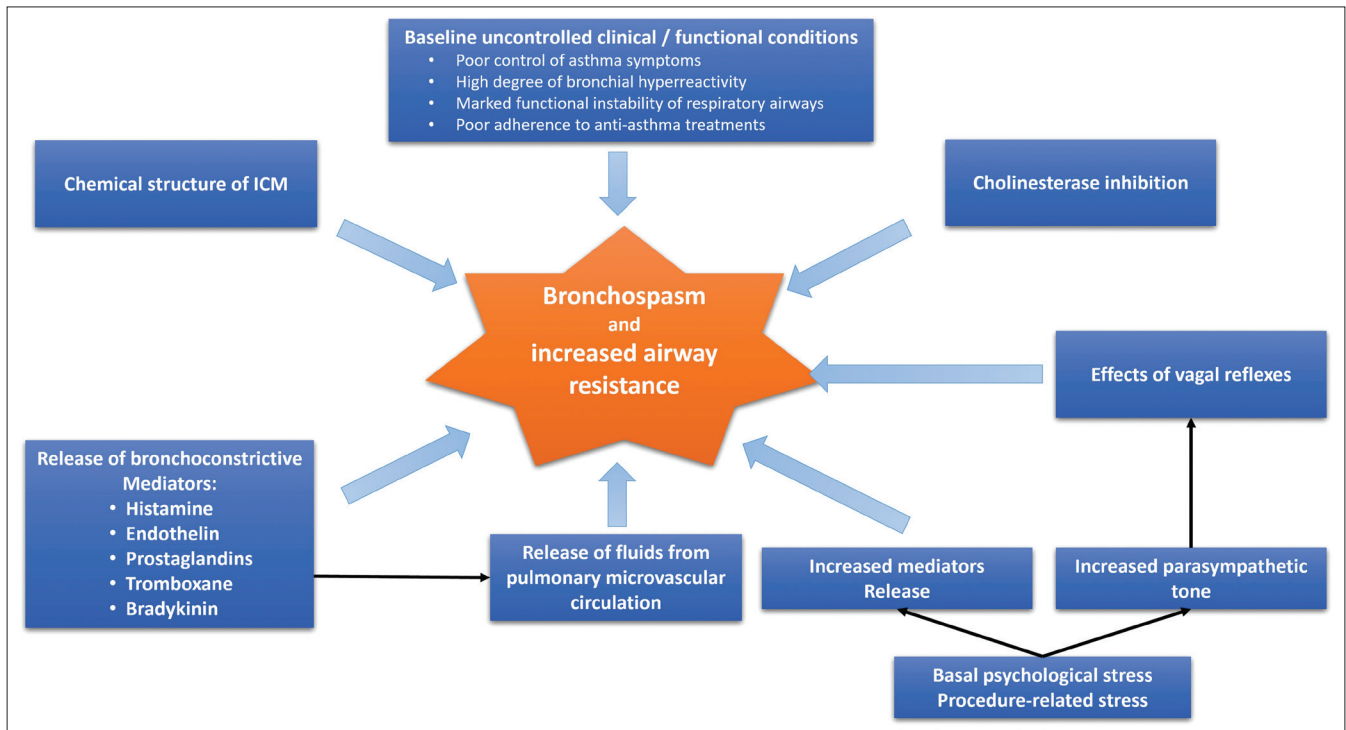 Baseline uncontrolled clinical / functional conditions
• Poor control of asthma symptoms
• High degree of bronchial hyperreactivity
• Marked functional instability of respiratory airways
• Poor adherence to anti-asthma treatments
Chemical structure of ICM
Cholinesterase inhibition
Bronchospasm
and
increased airway
resistance
Effects of vagal reflexes
Release of bronchoconstrictive
Mediators:
• Histamine
• Endothelin
• Prostaglandins
• Tromboxane
• Bradykinin
Release of fluids from
pulmonary microvascular
circulation
Increased mediators
Release
Increased parasympathetic
tone
Basal psychological stress
Procedure-related stress